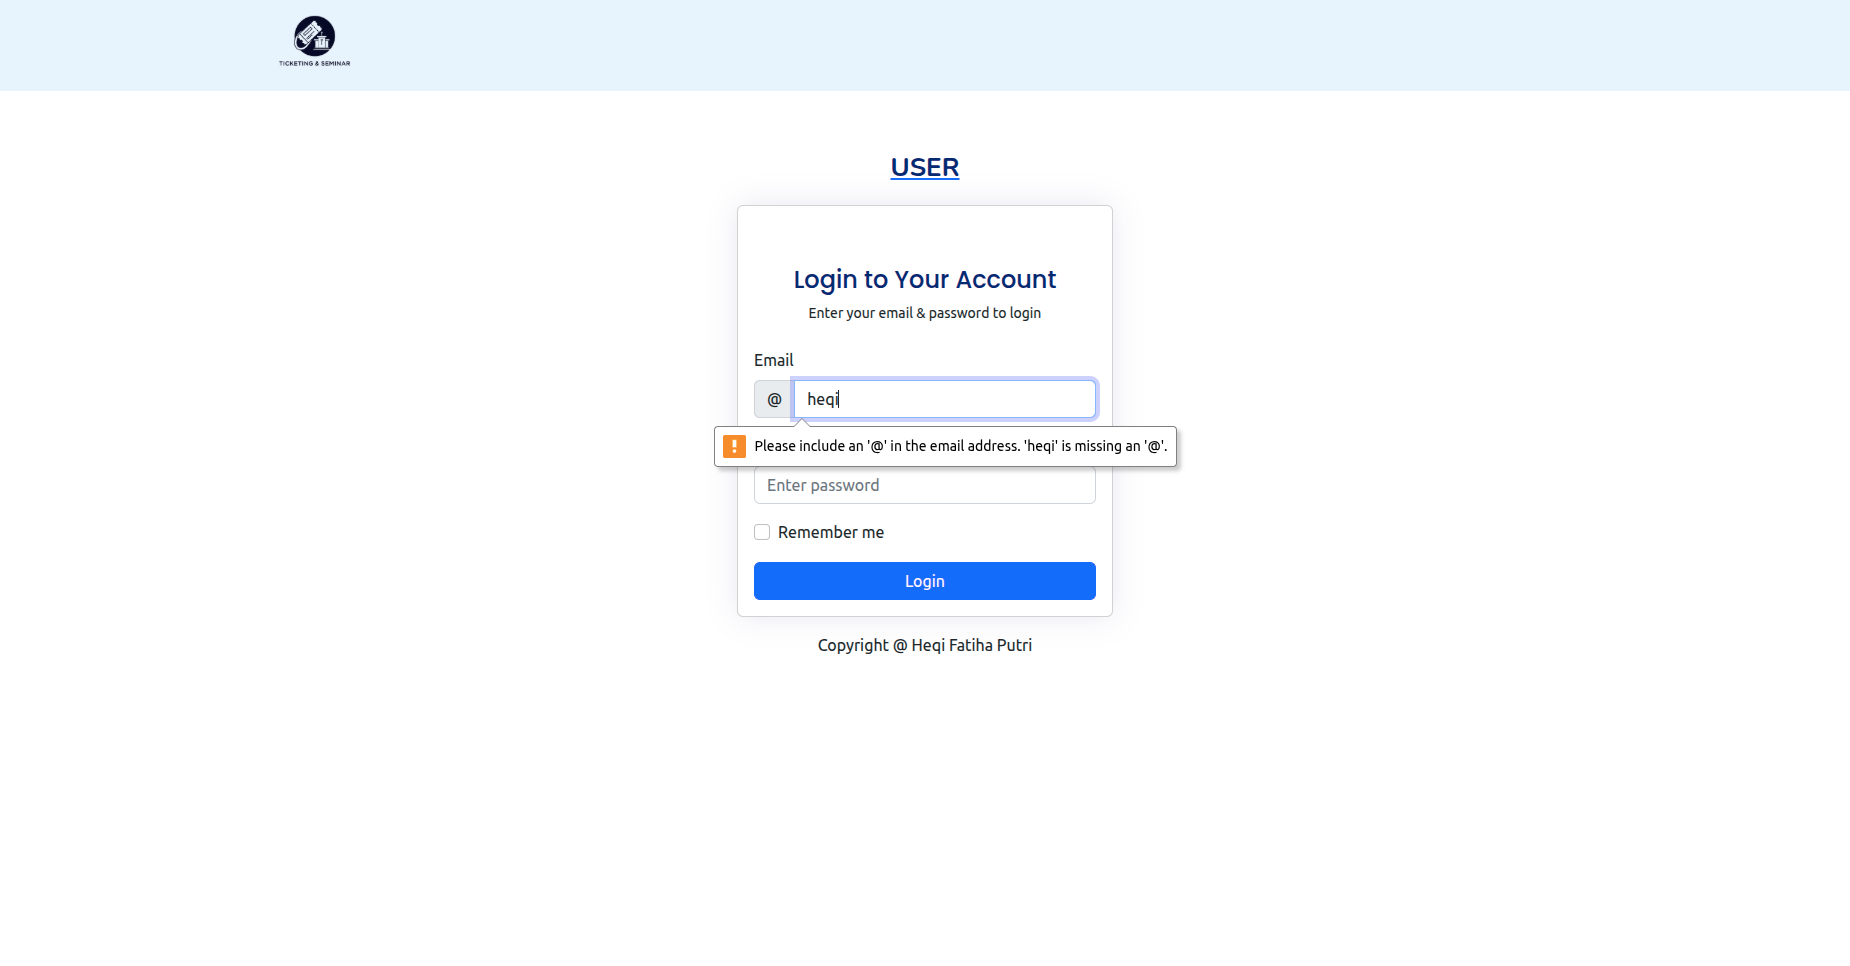 TICKETING & SEMINAR
USER
Login to Your Account
Enter your email & password to login
Email
@ heqi
Please include an '@' in the email address. 'heqi' is missing an '@'.
Enter password
Remember me
Login
Copyright @ Heqi Fatiha Putri